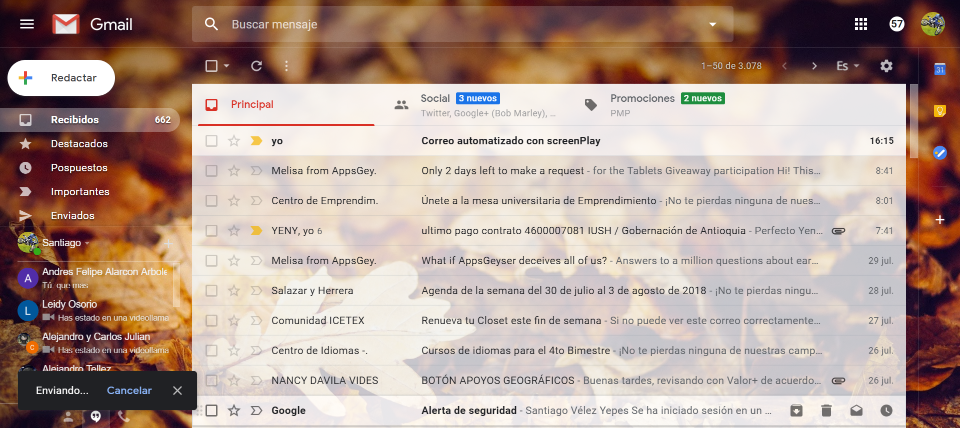 Gmail
Buscar mensaje
57
Redactar
1–50 de 3.078
Es
31
Recibidos 662
Destacados
Pospuestos
Importantes
Enviados
Santiago
A Andres Felipe Alarcon Arbole
Tú: que mas
L Leidy Osorio
Has estado en una videollama
C Alejandro y Carlos Julian
Has estado en una videollama
Alejandro Tellez
Enviando... Cancelar
Principal
Social 3 nuevos
Twitter, Google+ (Bob Marley), ...
Promociones 2 nuevos
PMP
yo Correo automatizado con screenPlay 16:15
Melisa from AppsGey. Only 2 days left to make a request - for the Tablets Giveaway participation Hi! This... 8:41
Centro de Emprendim. Únete a la mesa universitaria de Emprendimiento - ¡No te pierdas ninguna de nues... 8:01
YENY, yo 6 ultimo pago contrato 4600007081 IUSH / Gobernación de Antioquia - Perfecto Yen... 7:41
Melisa from AppsGey. What if AppsGeyser deceives all of us? - Answers to a million questions about ear... 29 jul.
Salazar y Herrera Agenda de la semana del 30 de julio al 3 de agosto de 2018 - ¡No te pierdas ningu... 28 jul.
Comunidad ICETEX Renueva tu Closet este fin de semana - Si no puede ver este correo correctamente... 27 jul.
Centro de Idiomas -. Cursos de idiomas para el 4to Bimestre - ¡No te pierdas ninguna de nuestras camp... 26 jul.
NANCY DAVILA VIDES BOTÓN APOYOS GEOGRÁFICOS - Buenas tardes, revisando con Valor+ de acuerdo... 26 jul.
Google Alerta de seguridad - Santiago Vélez Yepes Se ha iniciado sesión en un ...